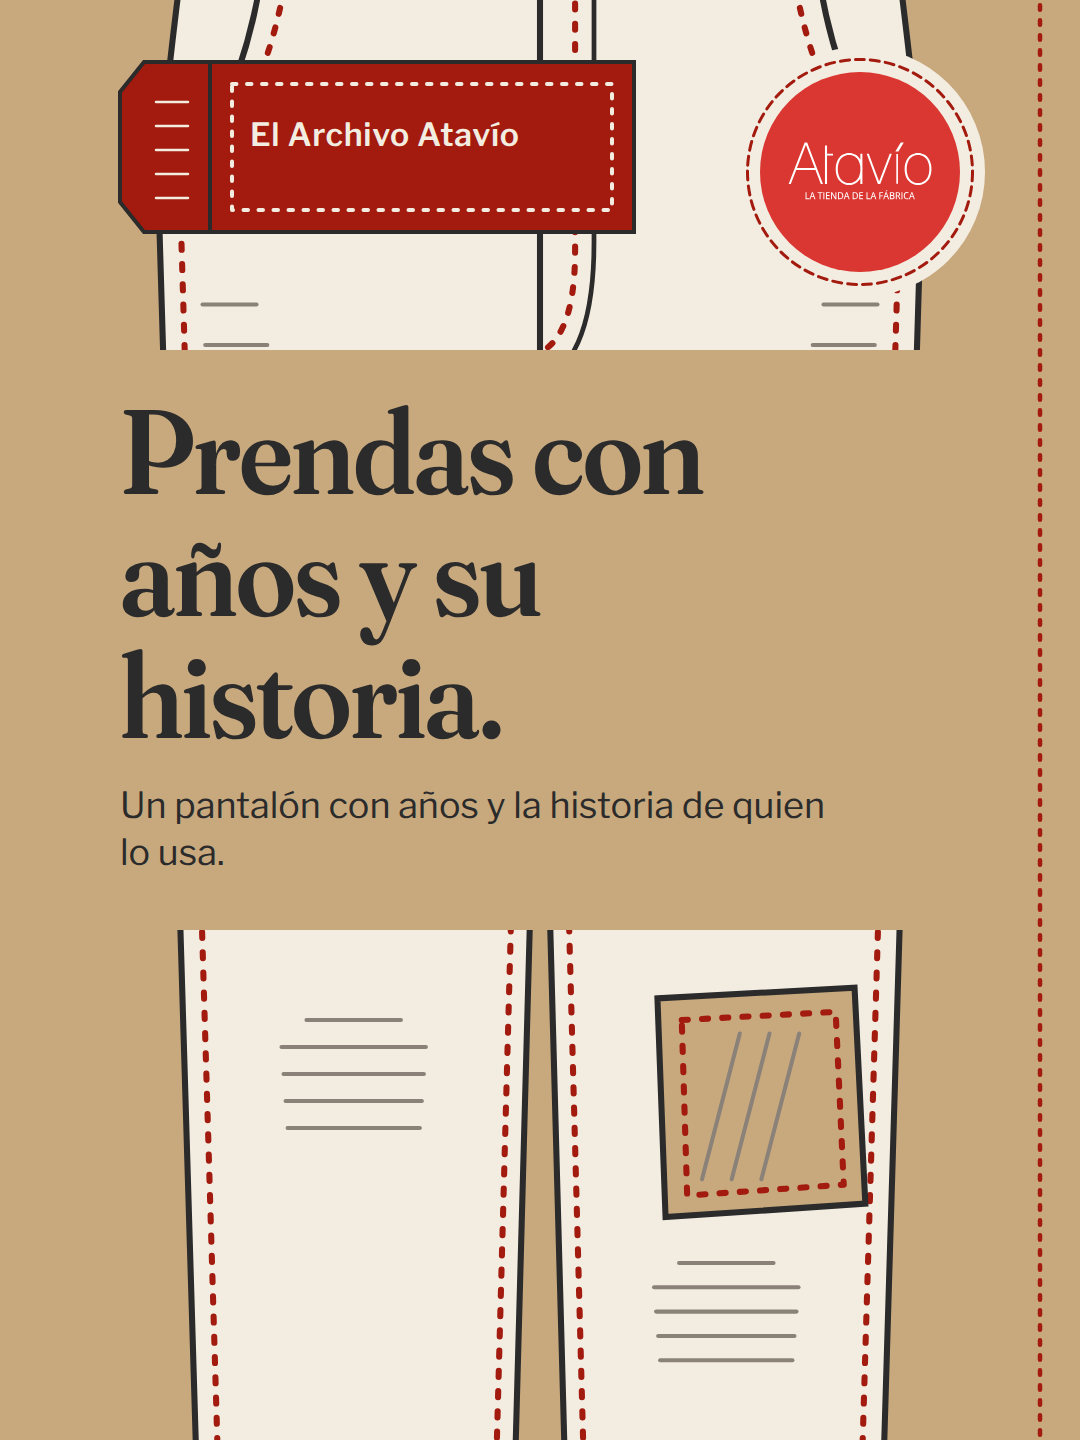 El Archivo Atavío
Atavío
LA TIENDA DE LA FÁBRICA
Prendas con
años y su
historia.
Un pantalón con años y la historia de quien
lo usa.